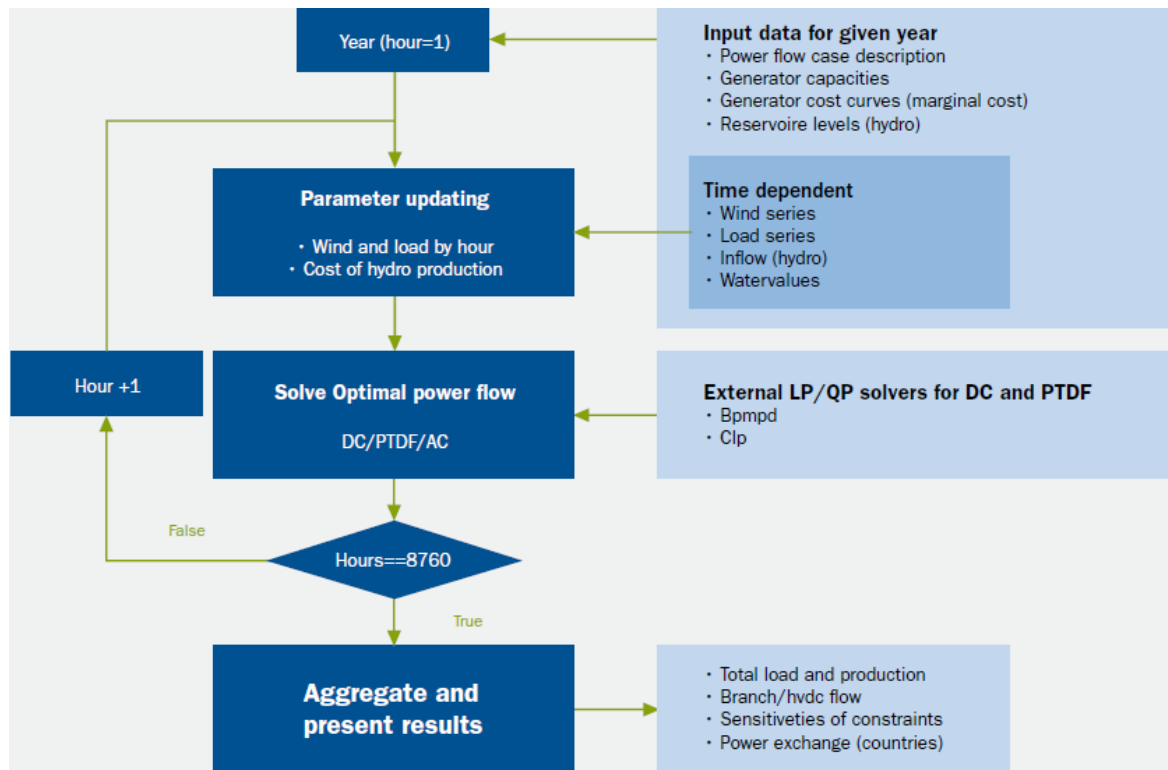 Year (hour=1)
Input data for given year
· Power flow case description
· Generator capacities
· Generator cost curves (marginal cost)
· Reservoire levels (hydro)
Time dependent
· Wind series
· Load series
· Inflow (hydro)
· Watervalues
Parameter updating
· Wind and load by hour
· Cost of hydro production
Hour +1
Solve Optimal power flow
DC/PTDF/AC
External LP/QP solvers for DC and PTDF
· Bpmpd
· Clp
False
Hours==8760
True
Aggregate and
present results
· Total load and production
· Branch/hvdc flow
· Sensitiveties of constraints
· Power exchange (countries)